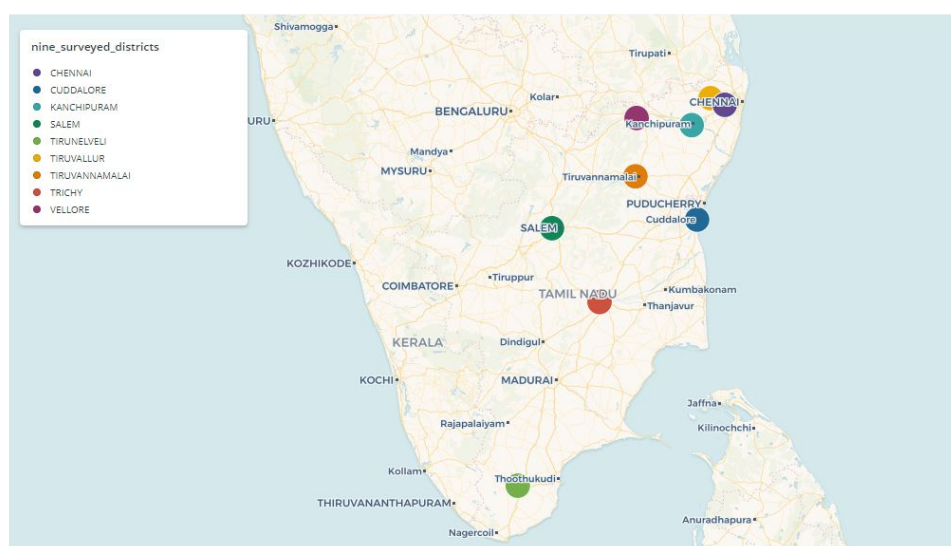 nine_surveyed_districts
CHENNAI
CUDDALORE
KANCHIPURAM
SALEM
TIRUNELVELI
TIRUVALLUR
TIRUVANNAMALAI
TRICHY
VELLORE
Shivamogga
Tirupati
Kolar
CHENNAI
BENGALURU
URU
Kanchipuram
Mandya
MYSURU
Tiruvannamalai
PUDUCHERRY
Cuddalore
SALEM
KOZHIKODE
Tiruppur
COIMBATORE
TAMIL NADU
Kumbakonam
Thanjavur
KERALA
Dindigul
KOCHI
MADURAI
Jaffna
Rajapalaiyam
Kilinochchi
Kollam
Thoothukudi
THIRUVANANTHAPURAM
Anuradhapura
Nagercoil